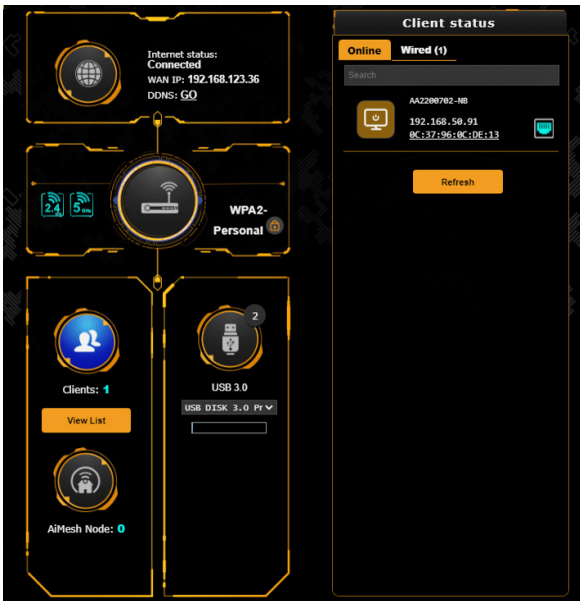 Internet status:
Connected
WAN IP: 192.168.123.36
DDNS: GO
2.4
5 GHz
WPA2-
Personal
Clients: 1
View List
AiMesh Node: 0
2
USB 3.0
USB DISK 3.0 Pr
Client status
Online Wired (1)
Search
AA2200702-NB
192.168.50.91
0C:37:96:0C:DE:13
Refresh